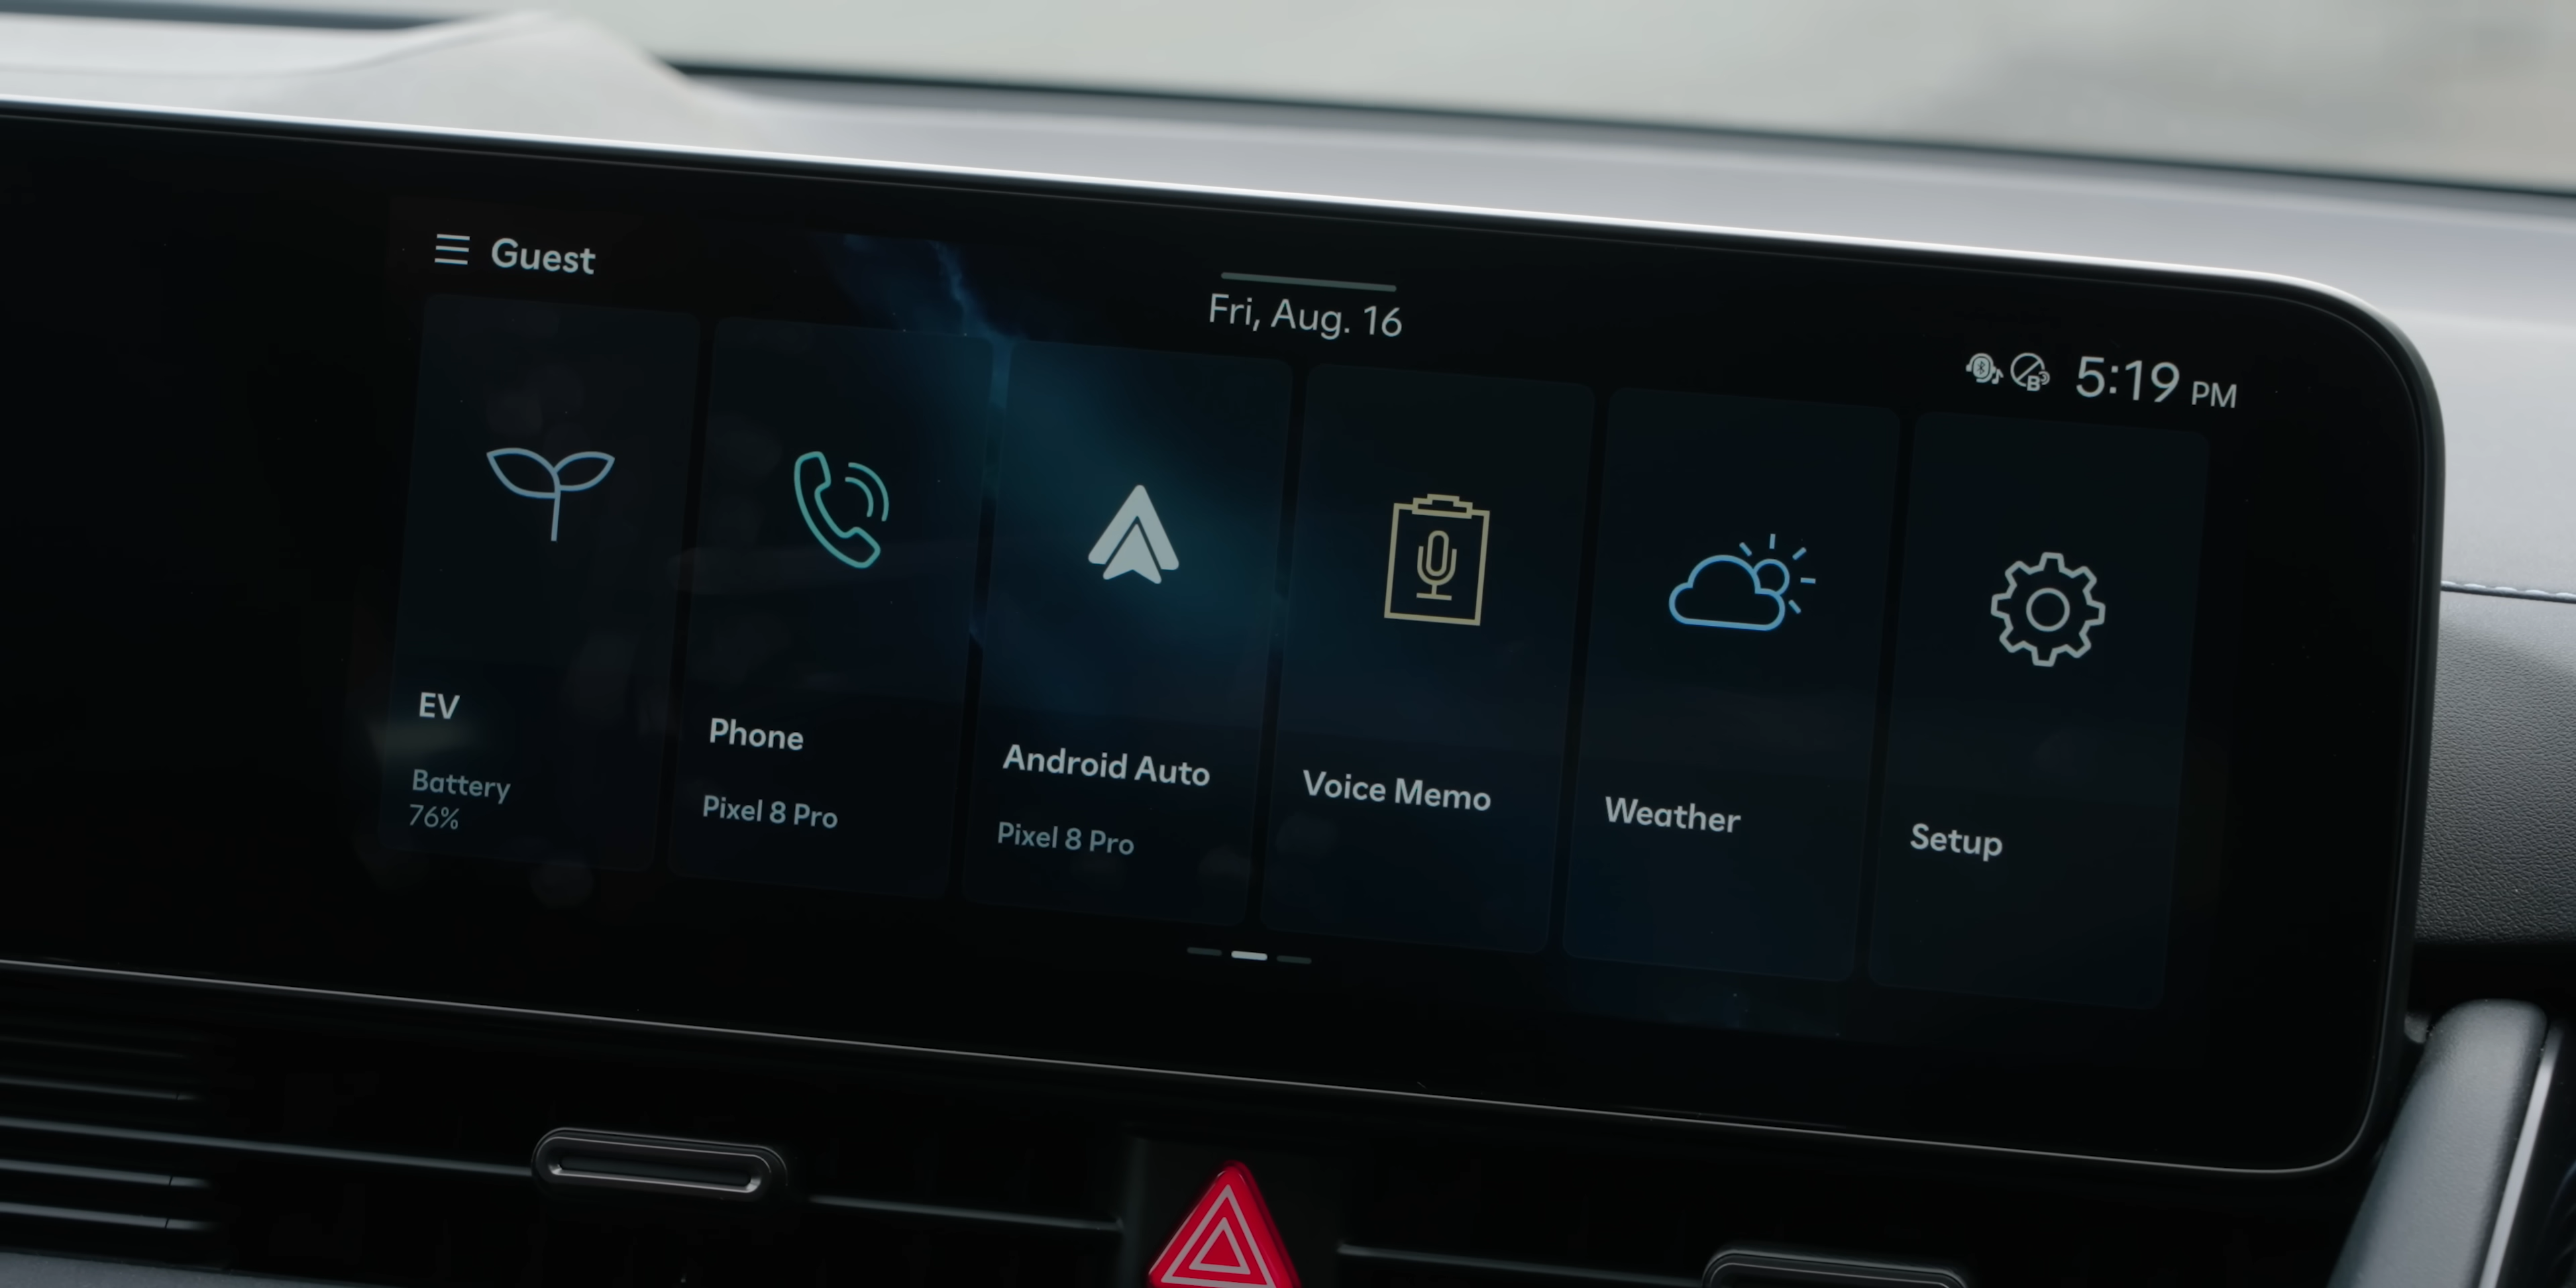 Guest
Fri, Aug. 16
5:19 PM
EV
Battery
76%
Phone
Pixel 8 Pro
Android Auto
Pixel 8 Pro
Voice Memo
Weather
Setup